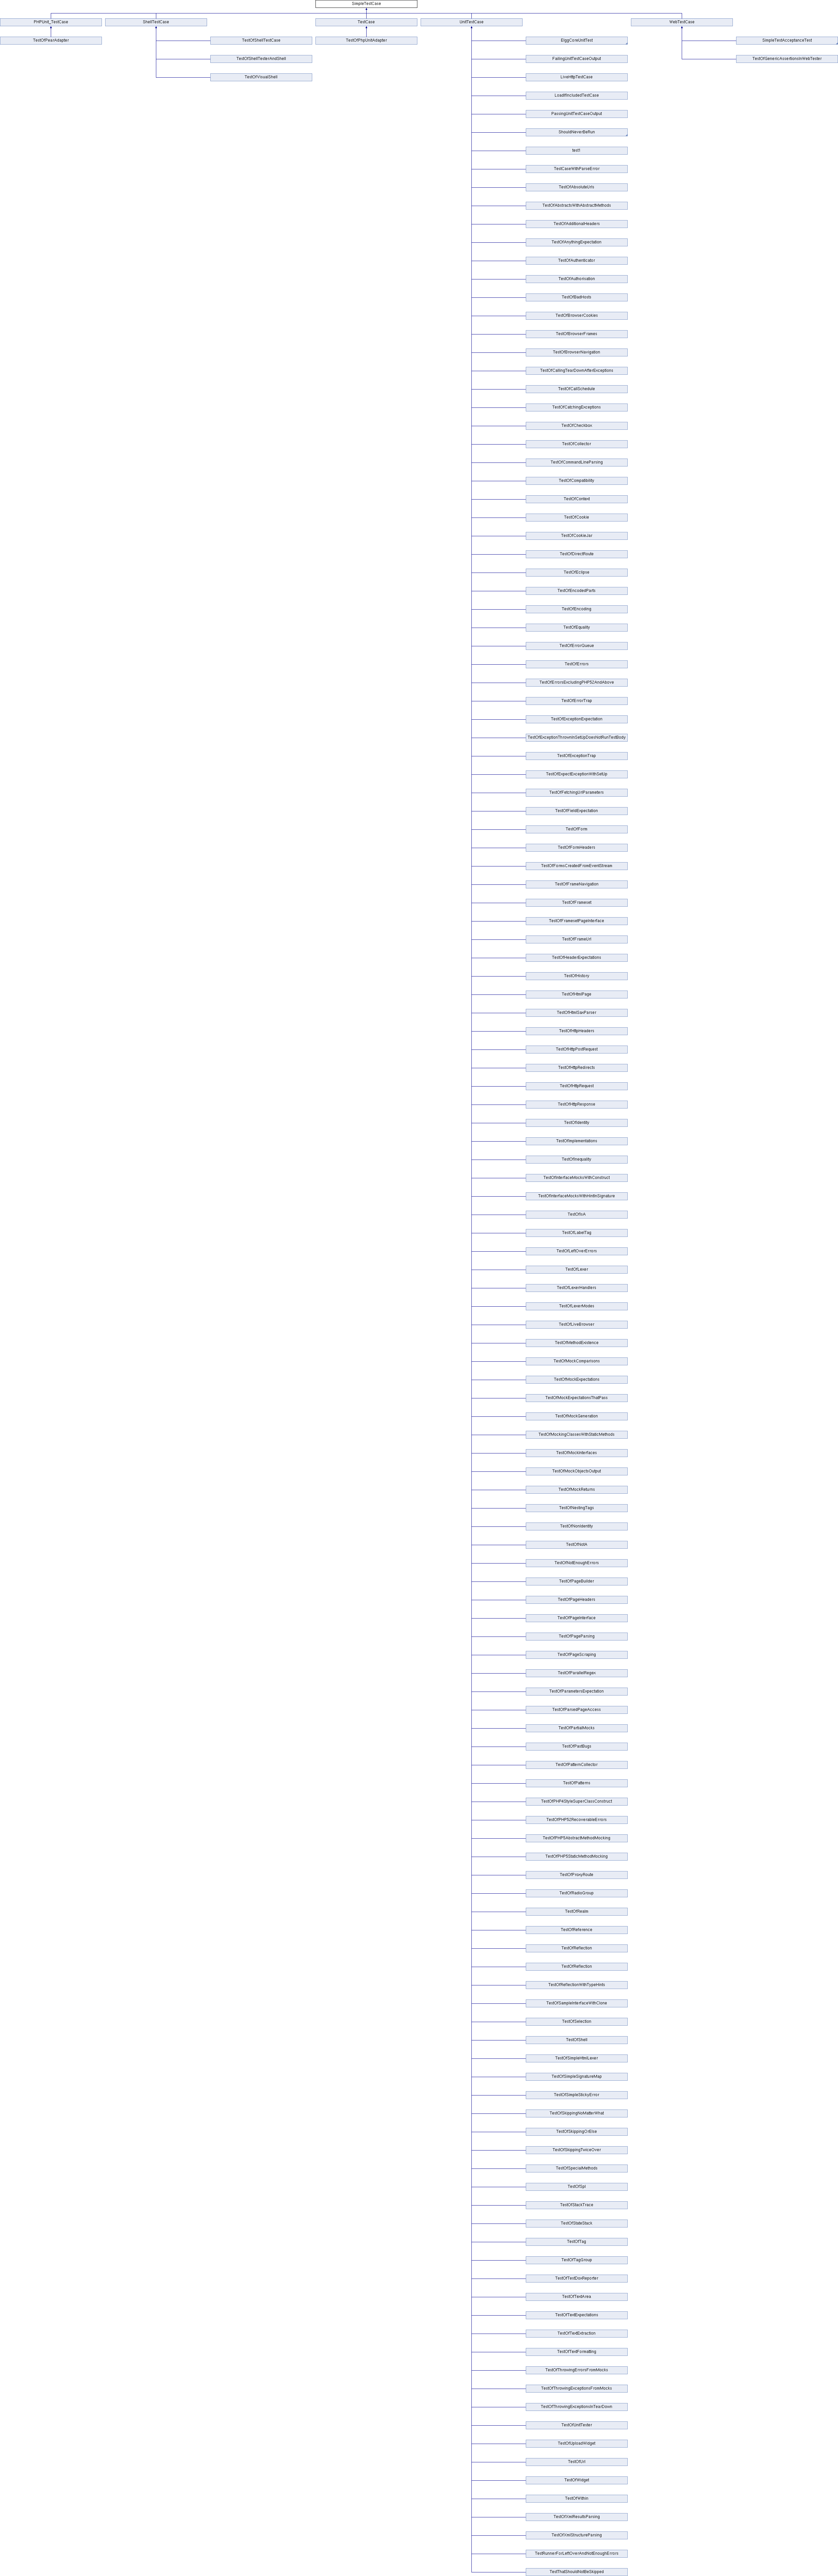 SimpleTestCase
PHPUnit_TestCase
ShellTestCase
TestCase
UnitTestCase
WebTestCase
TestOfPearAdapter
TestOfShellTestCase
TestOfPhpUnitAdapter
ElggCoreUnitTest
SimpleTestAcceptanceTest
TestOfShellTesterAndShell
FailingUnitTestCaseOutput
TestOfGenericAssertionsInWebTester
TestOfVisualShell
LiveHttpTestCase
LoadIfIncludedTestCase
PassingUnitTestCaseOutput
ShouldNeverBeRun
test1
TestCaseWithParseError
TestOfAbsoluteUrls
TestOfAbstractsWithAbstractMethods
TestOfAdditionalHeaders
TestOfAnythingExpectation
TestOfAuthenticator
TestOfAuthorisation
TestOfBadHosts
TestOfBrowserCookies
TestOfBrowserFrames
TestOfBrowserNavigation
TestOfCallingTearDownAfterExceptions
TestOfCallSchedule
TestOfCatchingExceptions
TestOfCheckbox
TestOfCollector
TestOfCommandLineParsing
TestOfCompatibility
TestOfContext
TestOfCookie
TestOfCookieJar
TestOfDirectRoute
TestOfEclipse
TestOfEncodedParts
TestOfEncoding
TestOfEquality
TestOfErrorQueue
TestOfErrors
TestOfErrorsExcludingPHP52AndAbove
TestOfErrorTrap
TestOfExceptionExpectation
TestOfExceptionThrownInSetUpDoesNotRunTestBody
TestOfExceptionTrap
TestOfExpectExceptionWithSetUp
TestOfFetchingUrlParameters
TestOfFieldExpectation
TestOfForm
TestOfFormHeaders
TestOfFormsCreatedFromEventStream
TestOfFrameNavigation
TestOfFrameset
TestOfFramesetPageInterface
TestOfFrameUrl
TestOfHeaderExpectations
TestOfHistory
TestOfHtmlPage
TestOfHtmlSaxParser
TestOfHttpHeaders
TestOfHttpPostRequest
TestOfHttpRedirects
TestOfHttpRequest
TestOfHttpResponse
TestOfIdentity
TestOfImplementations
TestOfInequality
TestOfInterfaceMocksWithConstruct
TestOfInterfaceMocksWithHintInSignature
TestOfIsA
TestOfLabelTag
TestOfLeftOverErrors
TestOfLexer
TestOfLexerHandlers
TestOfLexerModes
TestOfLiveBrowser
TestOfMethodExistence
TestOfMockComparisons
TestOfMockExpectations
TestOfMockExpectationsThatPass
TestOfMockGeneration
TestOfMockingClassesWithStaticMethods
TestOfMockInterfaces
TestOfMockObjectsOutput
TestOfMockReturns
TestOfNestingTags
TestOfNonIdentity
TestOfNotA
TestOfNotEnoughErrors
TestOfPageBuilder
TestOfPageHeaders
TestOfPageInterface
TestOfPageParsing
TestOfPageScraping
TestOfParallelRegex
TestOfParametersExpectation
TestOfParsedPageAccess
TestOfPartialMocks
TestOfPastBugs
TestOfPatternCollector
TestOfPatterns
TestOfPHP4StyleSuperClassConstruct
TestOfPHP52RecoverableErrors
TestOfPHP5AbstractMethodMocking
TestOfPHP5StaticMethodMocking
TestOfProxyRoute
TestOfRadioGroup
TestOfRealm
TestOfReference
TestOfReflection
TestOfReflection
TestOfReflectionWithTypeHints
TestOfSampleInterfaceWithClone
TestOfSelection
TestOfShell
TestOfSimpleHtmlLexer
TestOfSimpleSignatureMap
TestOfSimpleStickyError
TestOfSkippingNoMatterWhat
TestOfSkippingOrElse
TestOfSkippingTwiceOver
TestOfSpecialMethods
TestOfSpl
TestOfStackTrace
TestOfStateStack
TestOfTag
TestOfTagGroup
TestOfTestDoxReporter
TestOfTextArea
TestOfTextExpectations
TestOfTextExtraction
TestOfTextFormatting
TestOfThrowingErrorsFromMocks
TestOfThrowingExceptionsFromMocks
TestOfThrowingExceptionsInTearDown
TestOfUnitTester
TestOfUploadWidget
TestOfUrl
TestOfWidget
TestOfWithin
TestOfXmlResultsParsing
TestOfXmlStructureParsing
TestRunnerForLeftOverAndNotEnoughErrors
TestThatShouldNotBeSkipped